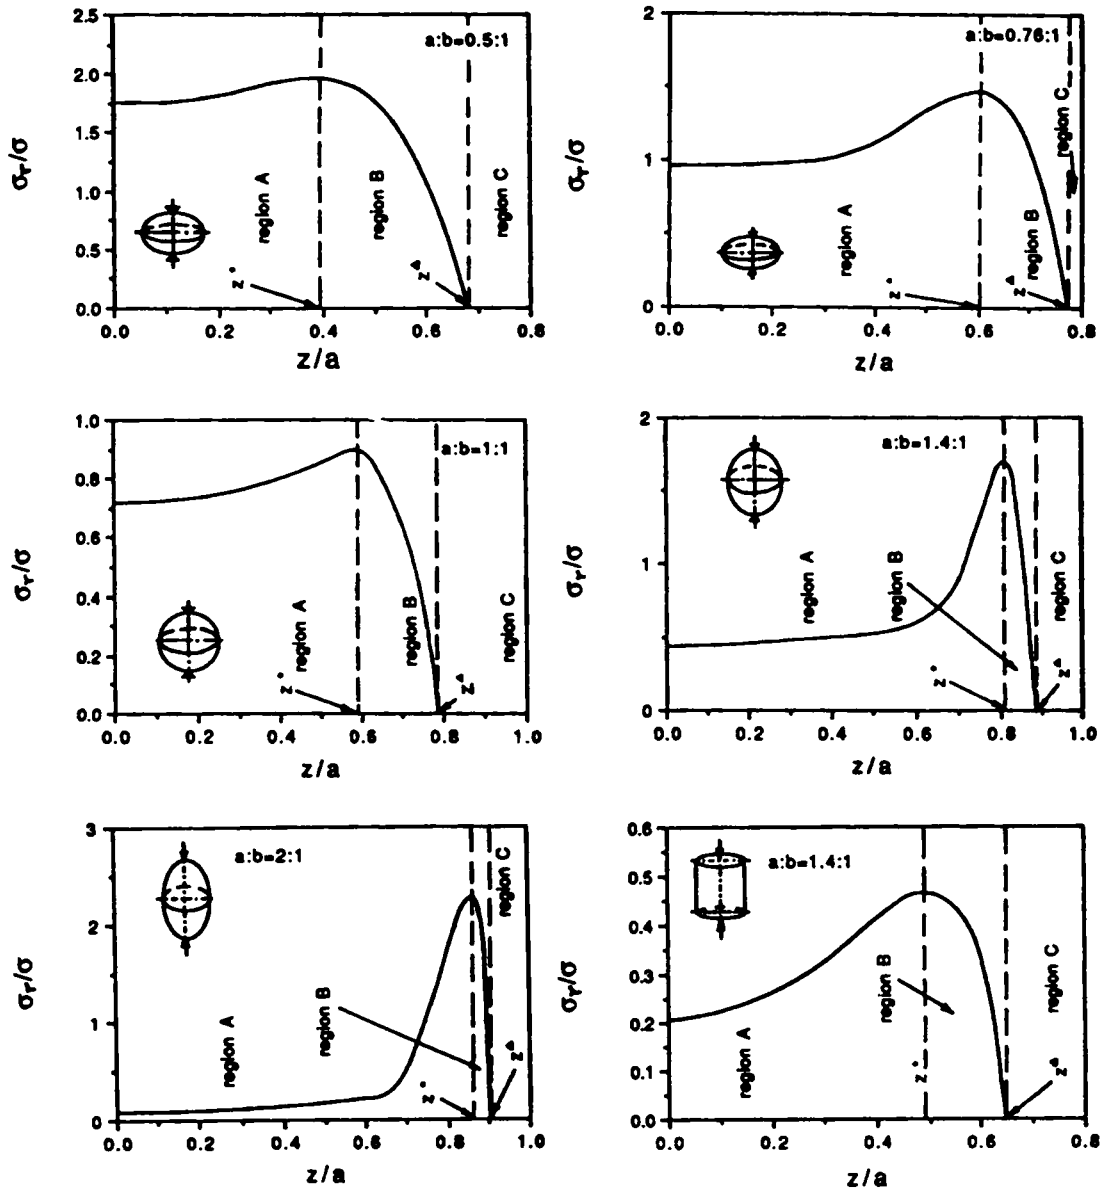 a:b=0.5:1
2.5
2.0
1.5
1.0
0.5
0.0
σr/σ
region A
region B
region C
z*
zΔ
0.0 0.2 0.4 0.6 0.8
z/a
a:b=0.76:1
2
1
0
σr/σ
region A
region B
region C
z*
zΔ
0.0 0.2 0.4 0.6 0.8
z/a
a:b=1:1
1.0
0.8
0.6
0.4
0.2
0.0
σr/σ
region A
region B
region C
z*
zΔ
0.0 0.2 0.4 0.6 0.8 1.0
z/a
a:b=1.4:1
2
1
0
σr/σ
region A
region B
region C
z*
zΔ
0.0 0.2 0.4 0.6 0.8 1.0
z/a
a:b=2:1
3
2
1
0
σr/σ
region A
region B
region C
z*
zΔ
0.0 0.2 0.4 0.6 0.8 1.0
z/a
a:b=1.4:1
0.6
0.5
0.4
0.3
0.2
0.1
0.0
σr/σ
region A
region B
region C
z*
zΔ
0.0 0.2 0.4 0.6 0.8
z/a